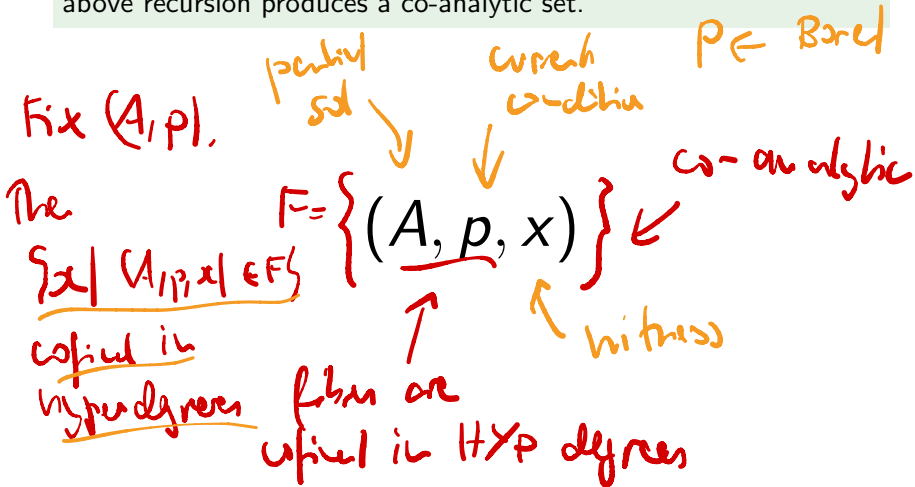 above recursion produces a co-analytic set.
p ∈ Borel
partial sol
current condition
Fix (A, p).
co-analytic
The
F = { (A, p, x) }
{x | (A, p, x) ∈ F}
witness
cofinal in
hyperdegrees
fibers are
cofinal in HYP degrees